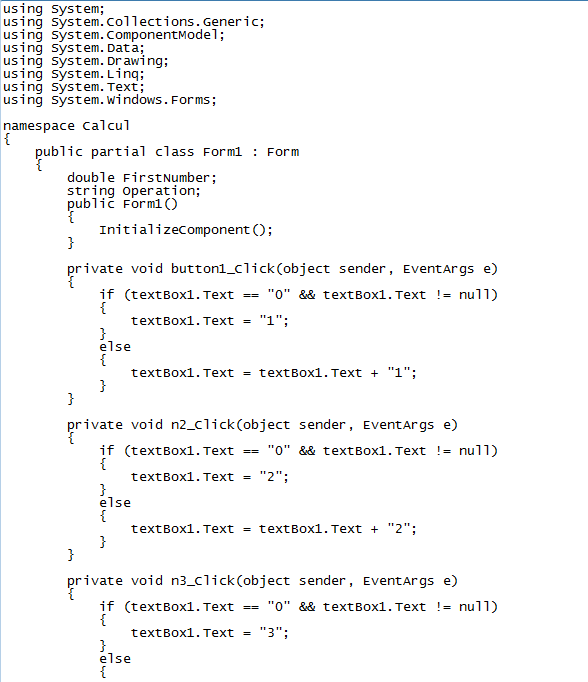 using System;
using System.Collections.Generic;
using System.ComponentModel;
using System.Data;
using System.Drawing;
using System.Linq;
using System.Text;
using System.Windows.Forms;

namespace Calcul
{
    public partial class Form1 : Form
    {
        double FirstNumber;
        string Operation;
        public Form1()
        {
            InitializeComponent();
        }

        private void button1_Click(object sender, EventArgs e)
        {
            if (textBox1.Text == "0" && textBox1.Text != null)
            {
                textBox1.Text = "1";
            }
            else
            {
                textBox1.Text = textBox1.Text + "1";
            }
        }

        private void n2_Click(object sender, EventArgs e)
        {
            if (textBox1.Text == "0" && textBox1.Text != null)
            {
                textBox1.Text = "2";
            }
            else
            {
                textBox1.Text = textBox1.Text + "2";
            }
        }

        private void n3_Click(object sender, EventArgs e)
        {
            if (textBox1.Text == "0" && textBox1.Text != null)
            {
                textBox1.Text = "3";
            }
            else
            {